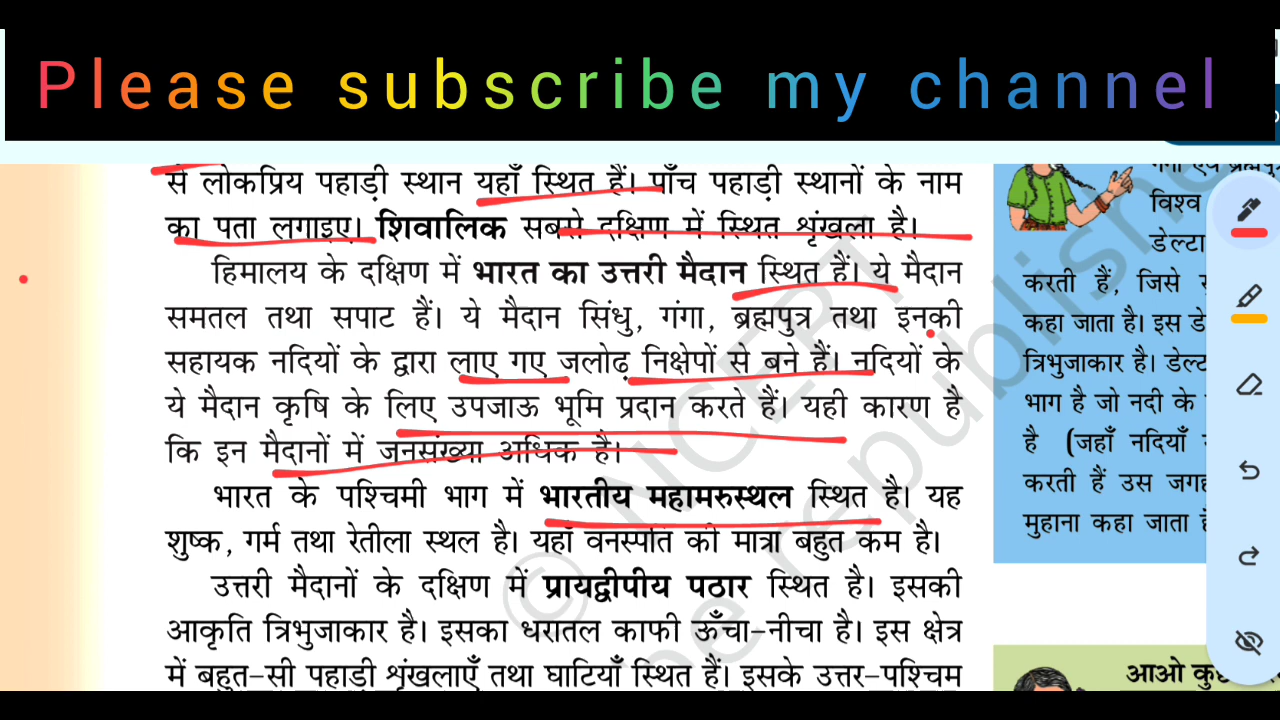 Please subscribe my channel
से लोकप्रिय पहाड़ी स्थान यहाँ स्थित हैं। पाँच पहाड़ी स्थानों के नाम
का पता लगाइए। शिवालिक सबसे दक्षिण में स्थित शृंखला है।
हिमालय के दक्षिण में भारत का उत्तरी मैदान स्थित हैं। ये मैदान
समतल तथा सपाट हैं। ये मैदान सिंधु, गंगा, ब्रह्मपुत्र तथा इनकी
सहायक नदियों के द्वारा लाए गए जलोढ़ निक्षेपों से बने हैं। नदियों के
ये मैदान कृषि के लिए उपजाऊ भूमि प्रदान करते हैं। यही कारण है
कि इन मैदानों में जनसंख्या अधिक है।
भारत के पश्चिमी भाग में भारतीय महामरुस्थल स्थित है। यह
शुष्क, गर्म तथा रेतीला स्थल है। यहाँ वनस्पति की मात्रा बहुत कम है।
उत्तरी मैदानों के दक्षिण में प्रायद्वीपीय पठार स्थित है। इसकी
आकृति त्रिभुजाकार है। इसका धरातल काफी ऊँचा-नीचा है। इस क्षेत्र
में बहुत-सी पहाड़ी शृंखलाएँ तथा घाटियाँ स्थित हैं। इसके उत्तर-पश्चिम
विश्व
करती हैं, जिसे
कहा जाता है। इस
त्रिभुजाकार है।
भाग है जो नदी के
है (जहाँ नदियाँ
करती हैं उस जगह
मुहाना कहा जाता
आओ कुछ
© NCERT
be republished